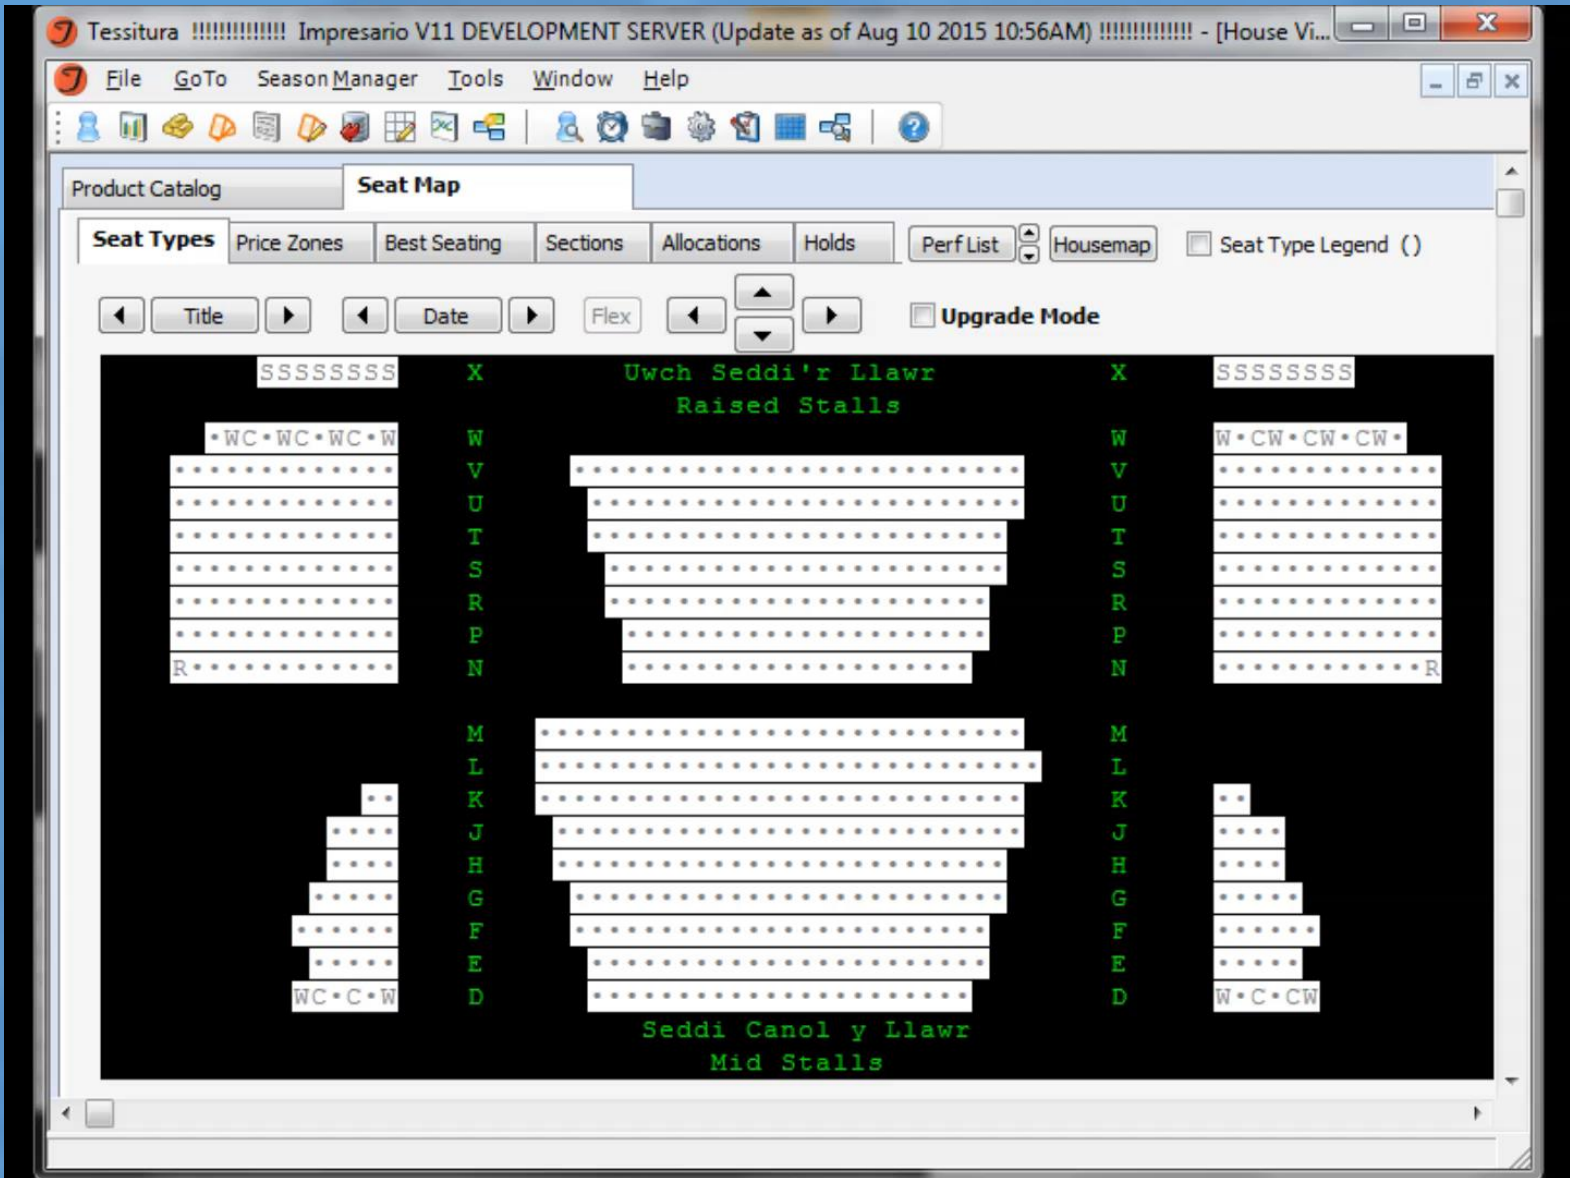 Tessitura !!!!!!!!!!!!!! Impresario V11 DEVELOPMENT SERVER (Update as of Aug 10 2015 10:56AM) !!!!!!!!!!!!!! - [House Vi...
File GoTo Season Manager Tools Window Help
Product Catalog Seat Map
Seat Types Price Zones Best Seating Sections Allocations Holds Perf List Housemap Seat Type Legend ()
Title Date Flex Upgrade Mode
SSSSSSSS X Uwch Seddi'r Llawr X SSSSSSSS
Raised Stalls
•WC•WC•WC•W W W W•CW•CW•CW•
V V
U U
T T
S S
R R
P P
R N N R
M M
L L
K K
J J
H H
G G
F F
E E
WC•C•W D D W•C•CW
Seddi Canol y Llawr
Mid Stalls